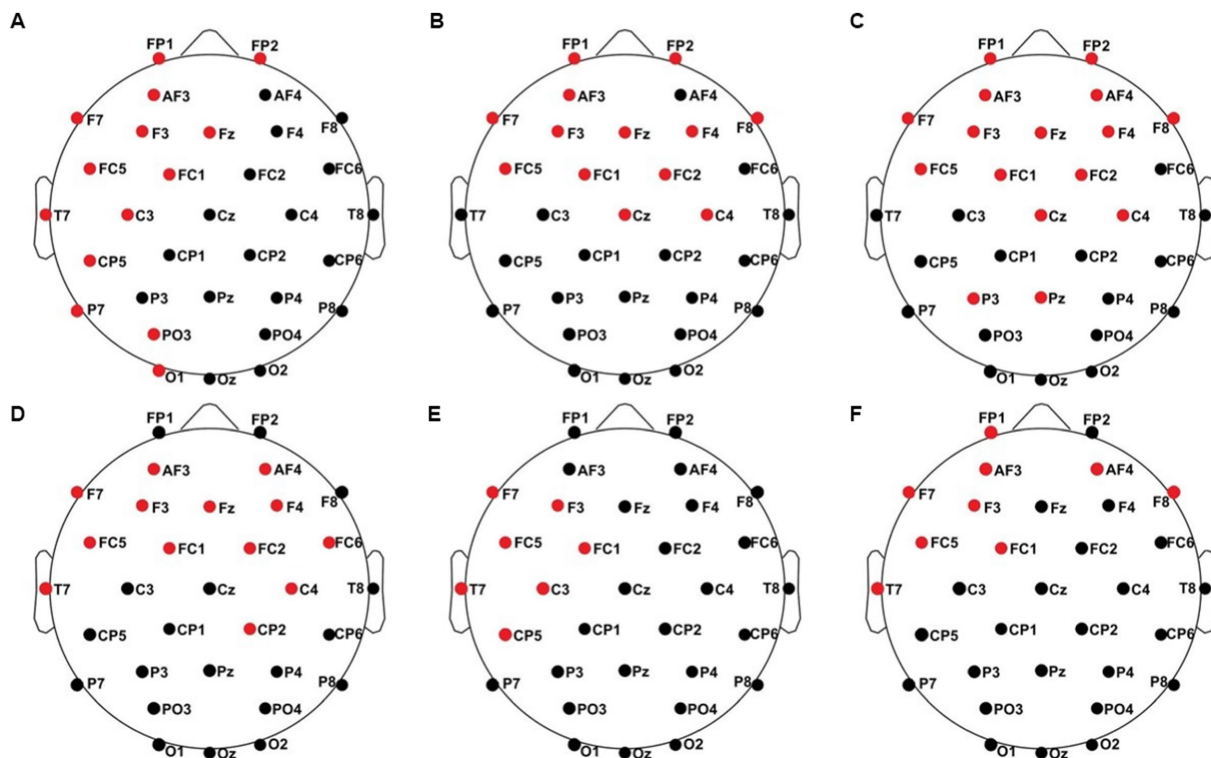 A B C
FP1 FP2 FP1 FP2 FP1 FP2
AF3 AF4 AF3 AF4 AF3 AF4
F7 F3 Fz F4 F8 F7 F3 Fz F4 F8 F7 F3 Fz F4 F8
FC5 FC1 FC2 FC6 FC5 FC1 FC2 FC6 FC5 FC1 FC2 FC6
T7 C3 Cz C4 T8 T7 C3 Cz C4 T8 T7 C3 Cz C4 T8
CP5 CP1 CP2 CP6 CP5 CP1 CP2 CP6 CP5 CP1 CP2 CP6
P7 P3 Pz P4 P8 P7 P3 Pz P4 P8 P7 P3 Pz P4 P8
PO3 PO4 PO3 PO4 PO3 PO4
O1 Oz O2 O1 Oz O2 O1 Oz O2
D E F
FP1 FP2 FP1 FP2 FP1 FP2
AF3 AF4 AF3 AF4 AF3 AF4
F7 F3 Fz F4 F8 F7 F3 Fz F4 F8 F7 F3 Fz F4 F8
FC5 FC1 FC2 FC6 FC5 FC1 FC2 FC6 FC5 FC1 FC2 FC6
T7 C3 Cz C4 T8 T7 C3 Cz C4 T8 T7 C3 Cz C4 T8
CP5 CP1 CP2 CP6 CP5 CP1 CP2 CP6 CP5 CP1 CP2 CP6
P7 P3 Pz P4 P8 P7 P3 Pz P4 P8 P7 P3 Pz P4 P8
PO3 PO4 PO3 PO4 PO3 PO4
O1 Oz O2 O1 Oz O2 O1 Oz O2